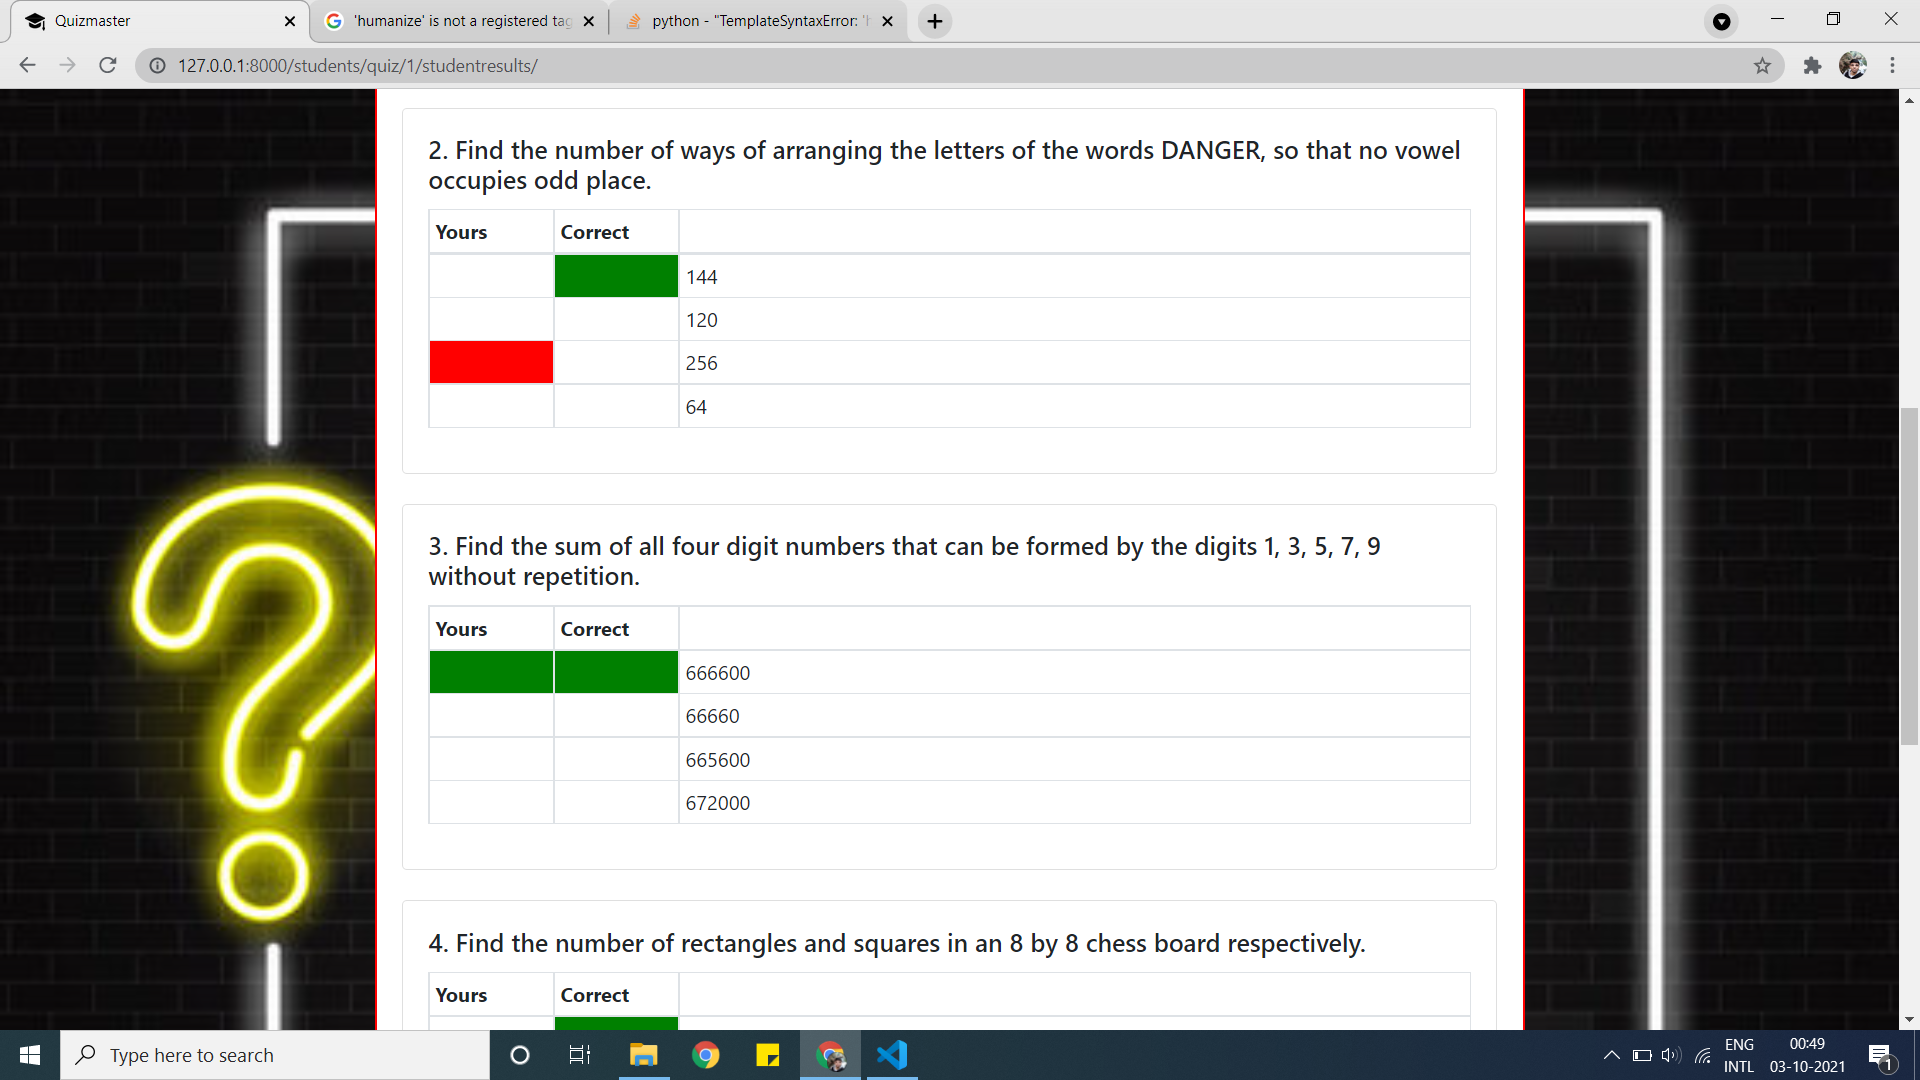 Quizmaster
'humanize' is not a registered tag
python - "TemplateSyntaxError: 'h
127.0.0.1:8000/students/quiz/1/studentresults/
2. Find the number of ways of arranging the letters of the words DANGER, so that no vowel
occupies odd place.
Yours Correct
144
120
256
64
3. Find the sum of all four digit numbers that can be formed by the digits 1, 3, 5, 7, 9
without repetition.
Yours Correct
666600
66660
665600
672000
4. Find the number of rectangles and squares in an 8 by 8 chess board respectively.
Yours Correct
Type here to search
ENG
INTL
00:49
03-10-2021
1